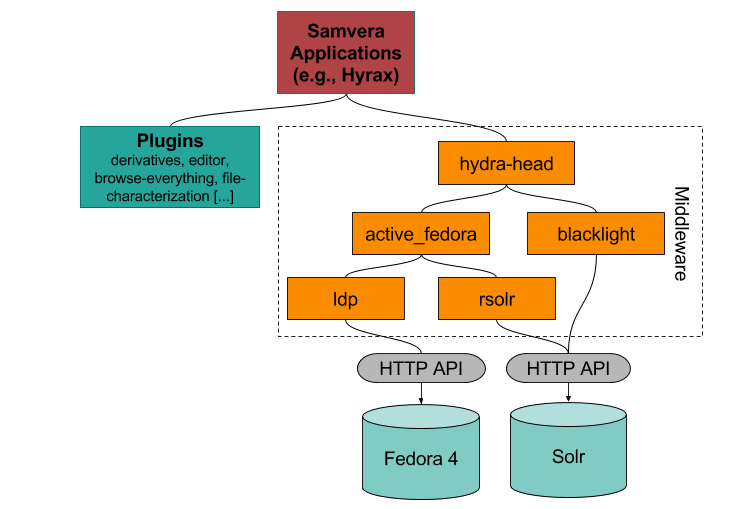 Samvera
Applications
(e.g., Hyrax)
Plugins
derivatives, editor,
browse-everything, file-
characterization [...]
hydra-head
Middleware
active_fedora
blacklight
ldp
rsolr
HTTP API
HTTP API
Fedora 4
Solr